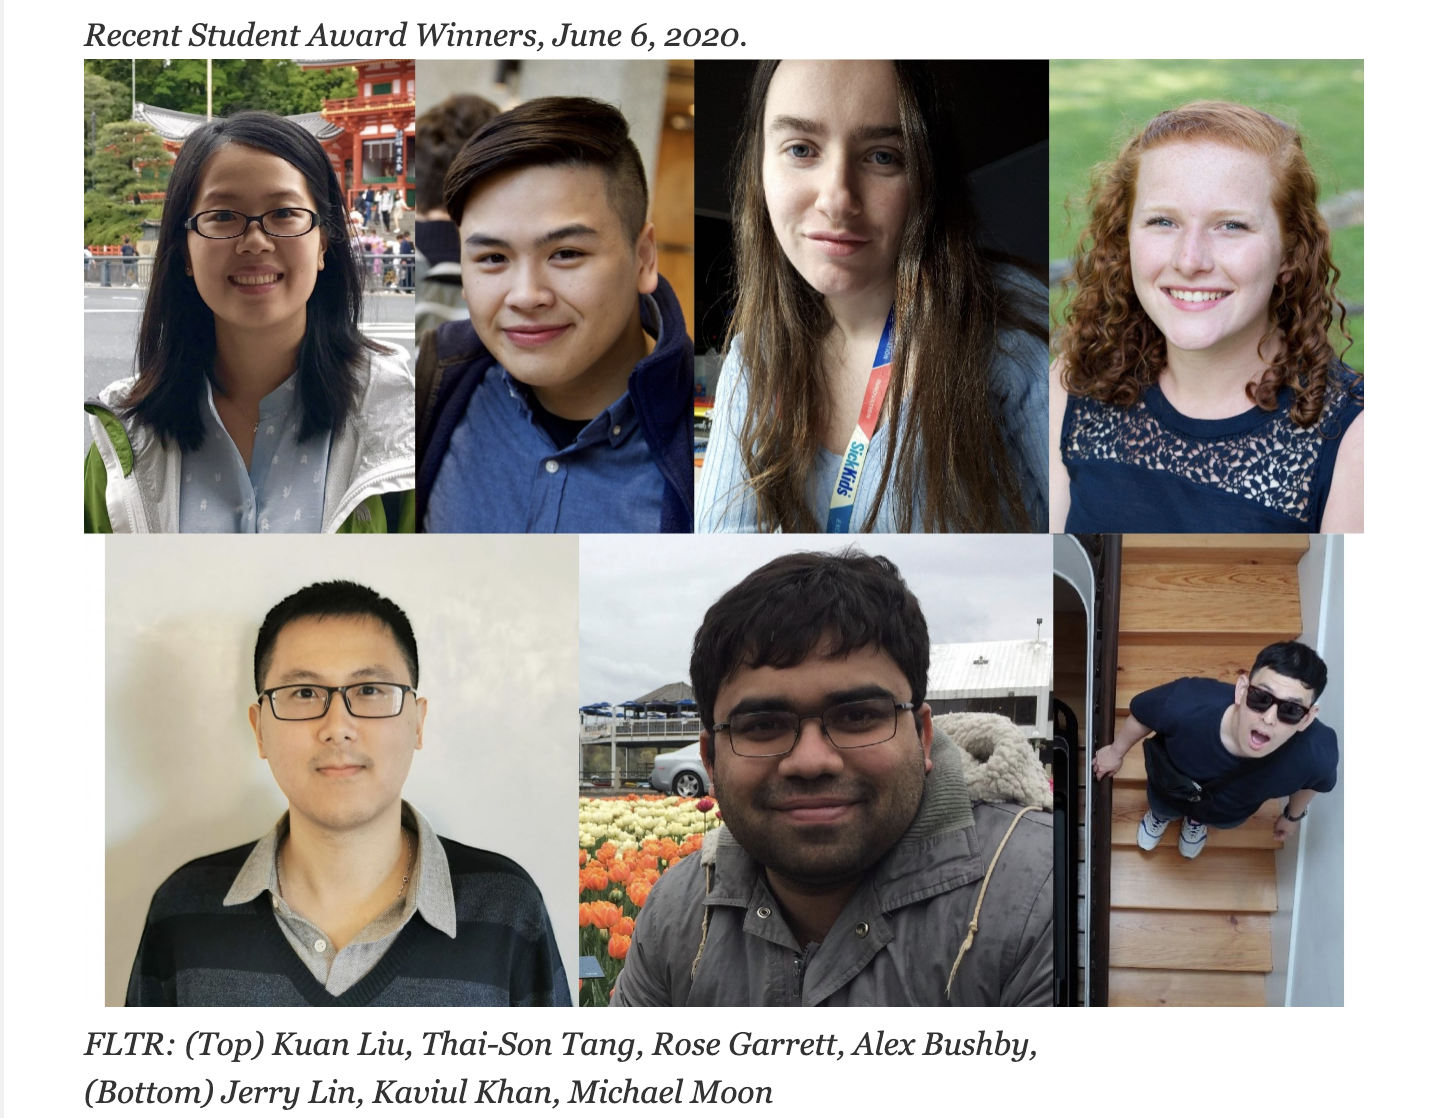 Recent Student Award Winners, June 6, 2020.
SickKids
FLTR: (Top) Kuan Liu, Thai-Son Tang, Rose Garrett, Alex Bushby,
(Bottom) Jerry Lin, Kaviul Khan, Michael Moon